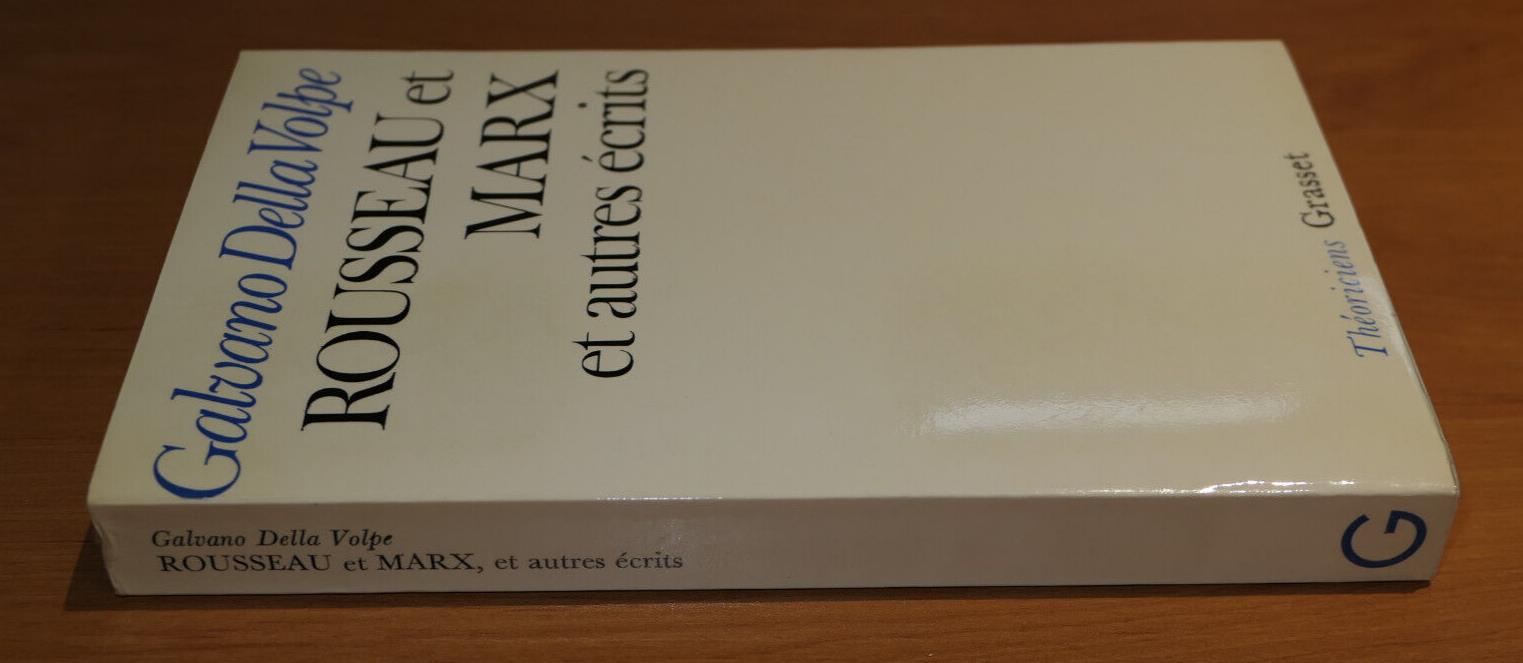 Galvano Della Volpe
ROUSSEAU et
MARX
et autres écrits
Théoriciens Grasset
Galvano Della Volpe
ROUSSEAU et MARX, et autres écrits
G